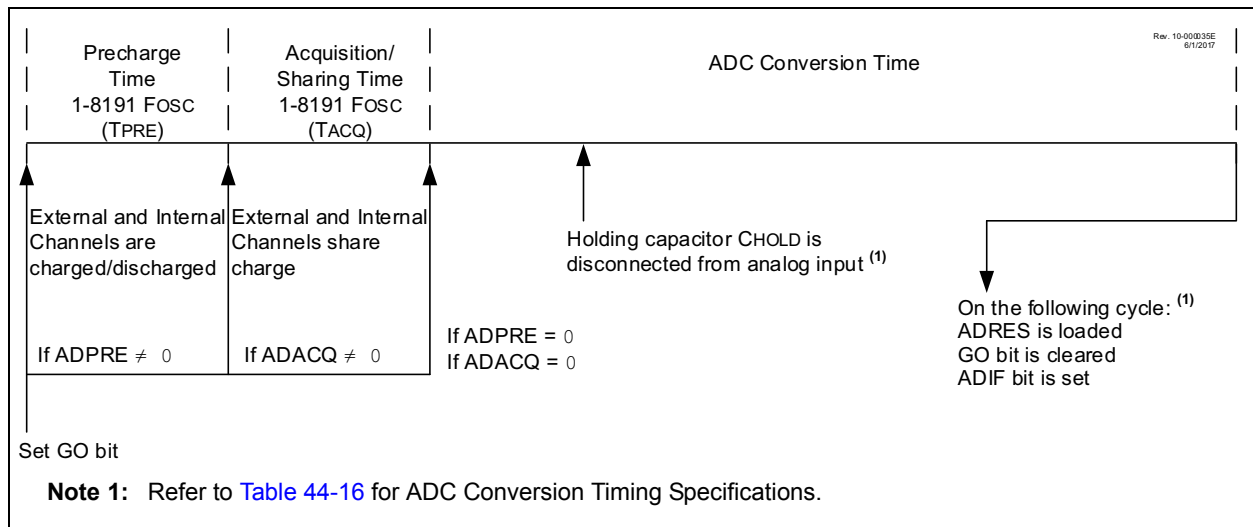 Rev. 10-000035E
6/1/2017
Precharge
Time
1-8191 FOSC
(TPRE)
Acquisition/
Sharing Time
1-8191 FOSC
(TACQ)
ADC Conversion Time
External and Internal
Channels are
charged/discharged
External and Internal
Channels share
charge
Holding capacitor CHOLD is
disconnected from analog input (1)
On the following cycle: (1)
ADRES is loaded
GO bit is cleared
ADIF bit is set
If ADPRE ≠ 0
If ADACQ ≠ 0
If ADPRE = 0
If ADACQ = 0
Set GO bit
Note 1: Refer to Table 44-16 for ADC Conversion Timing Specifications.